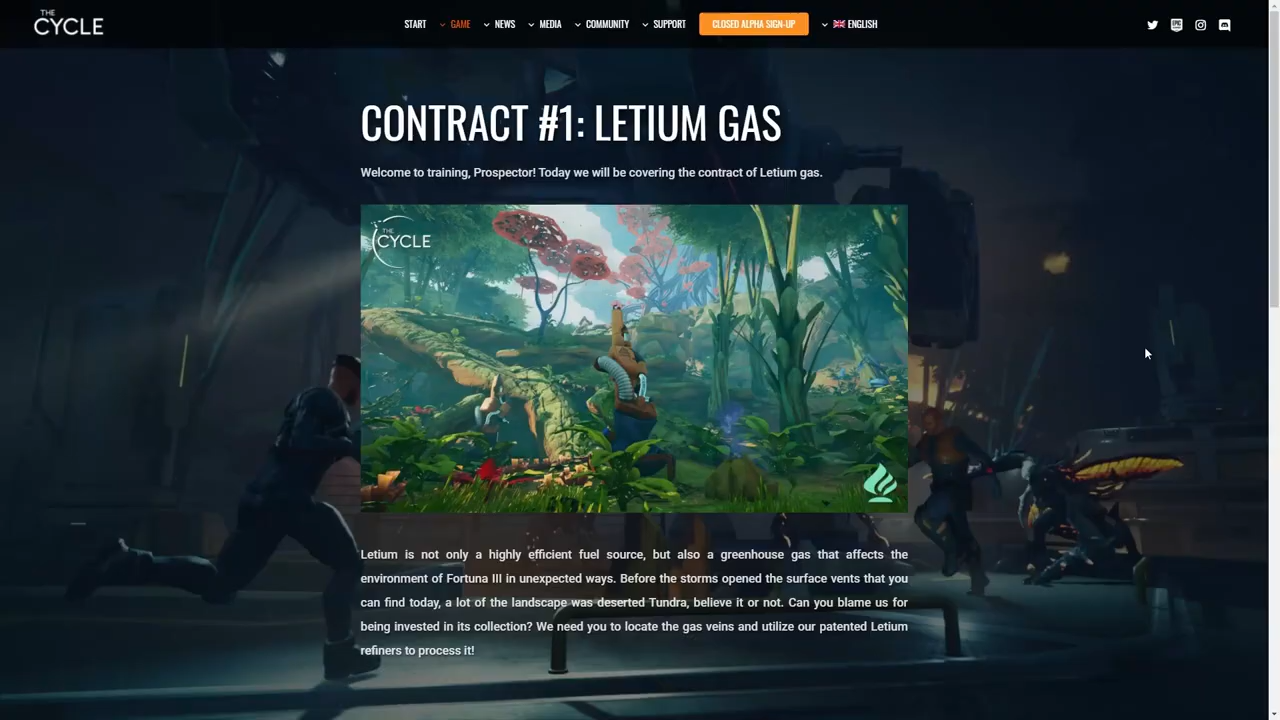 THE
CYCLE
START
GAME
NEWS
MEDIA
COMMUNITY
SUPPORT
CLOSED ALPHA SIGN-UP
ENGLISH
CONTRACT #1: LETIUM GAS
Welcome to training, Prospector! Today we will be covering the contract of Letium gas.
THE
CYCLE
Letium is not only a highly efficient fuel source, but also a greenhouse gas that affects the
environment of Fortuna III in unexpected ways. Before the storms opened the surface vents that you
can find today, a lot of the landscape was deserted Tundra, believe it or not. Can you blame us for
being invested in its collection? We need you to locate the gas veins and utilize our patented Letium
refiners to process it!